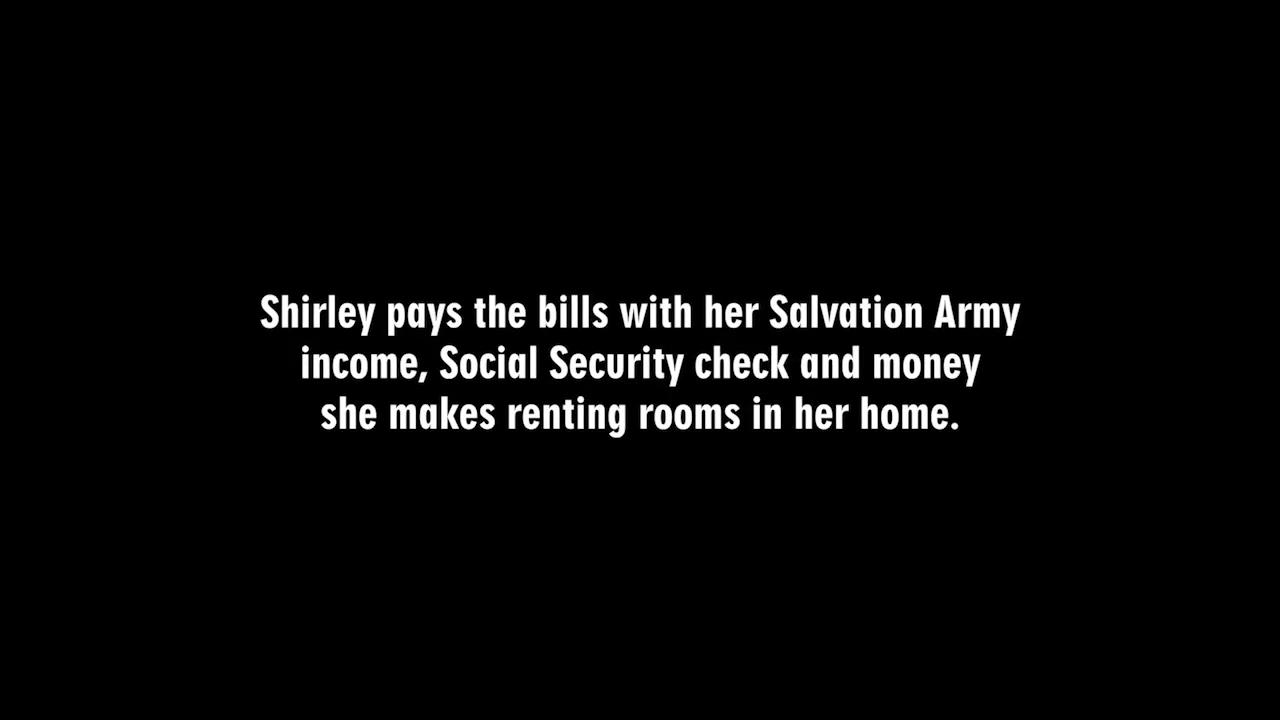 Shirley pays the bills with her Salvation Army
income, Social Security check and money
she makes renting rooms in her home.